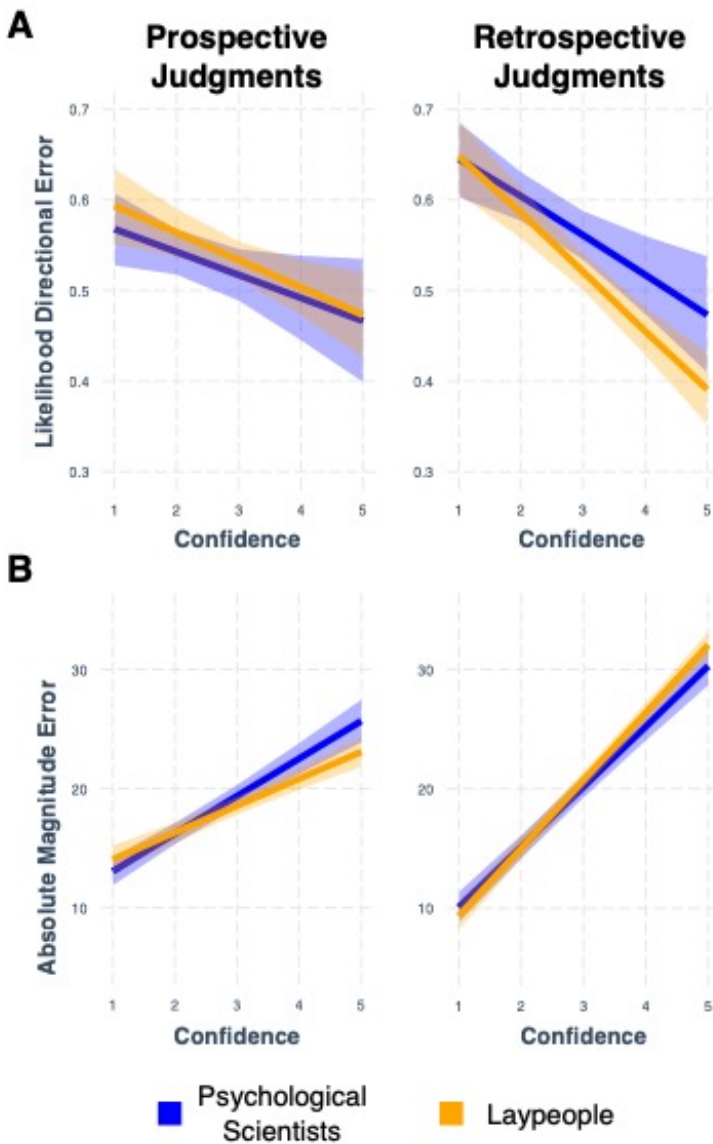 A
Prospective
Judgments
Retrospective
Judgments
Likelihood Directional Error
0.7
0.6
0.5
0.4
0.3
1 2 3 4 5
Confidence
0.7
0.6
0.5
0.4
0.3
1 2 3 4 5
Confidence
B
Absolute Magnitude Error
30
20
10
1 2 3 4 5
Confidence
30
20
10
1 2 3 4 5
Confidence
Psychological
Scientists
Laypeople